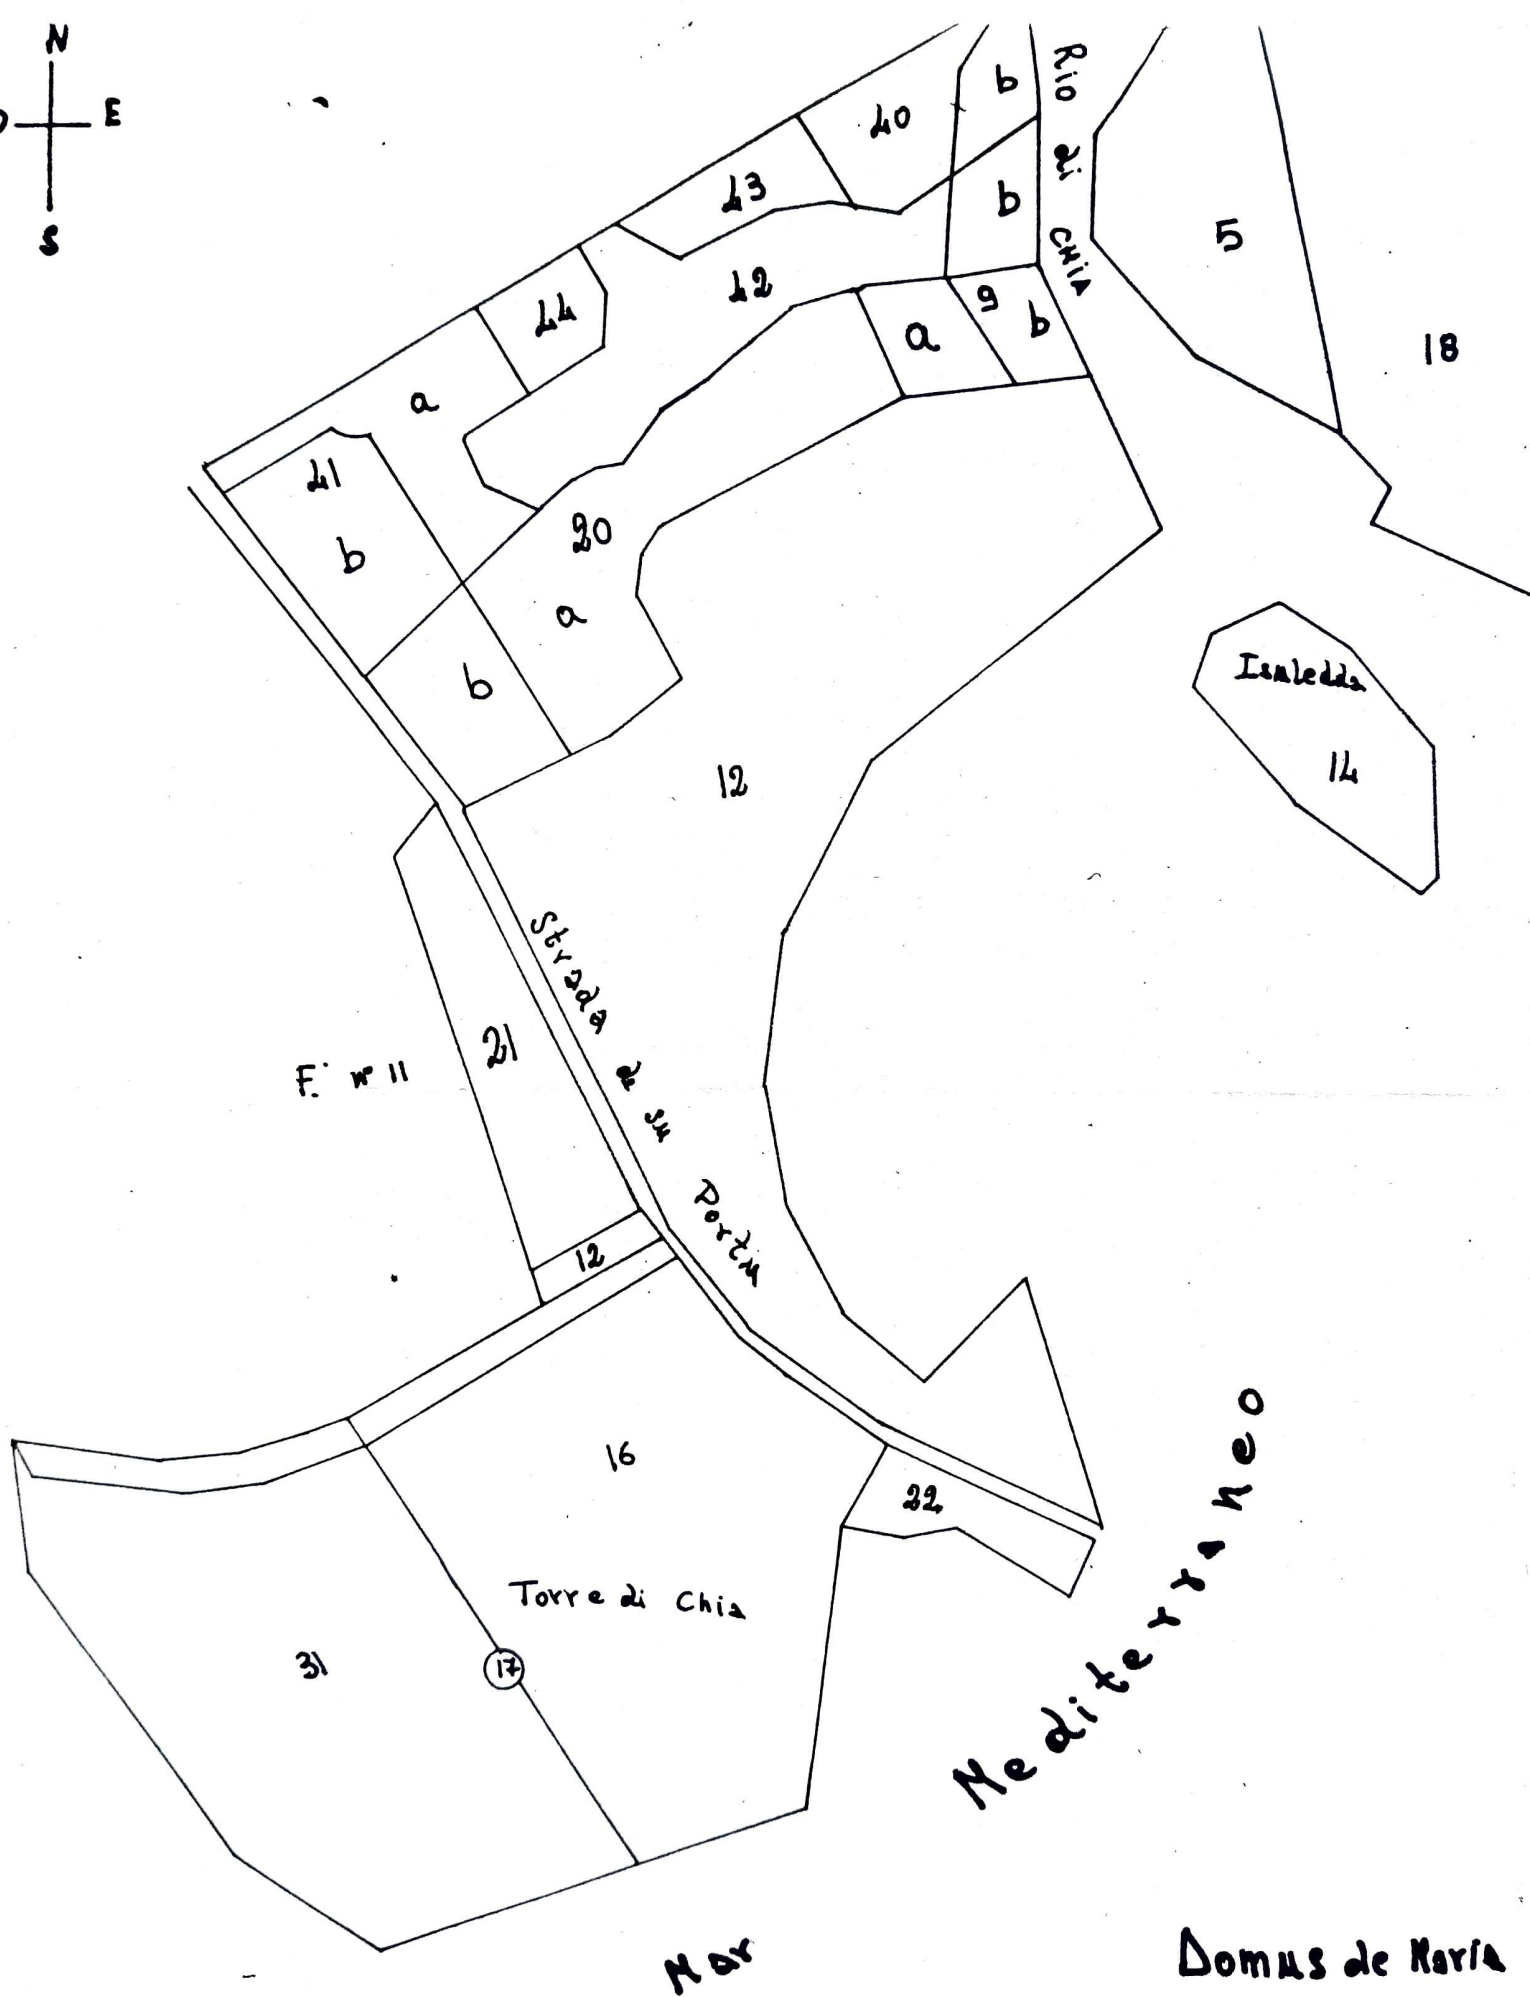 N
O E
S
b
Rio di CHIA
40
43
b
5
42
9
44
a
b
18
a
41
20
b
a
Isuledda
b
14
12
Strada de su Portu
21
F. n° 11
12
16
22
Torre di Chia
31
17
Mar Mediterraneo
Domus de Maria